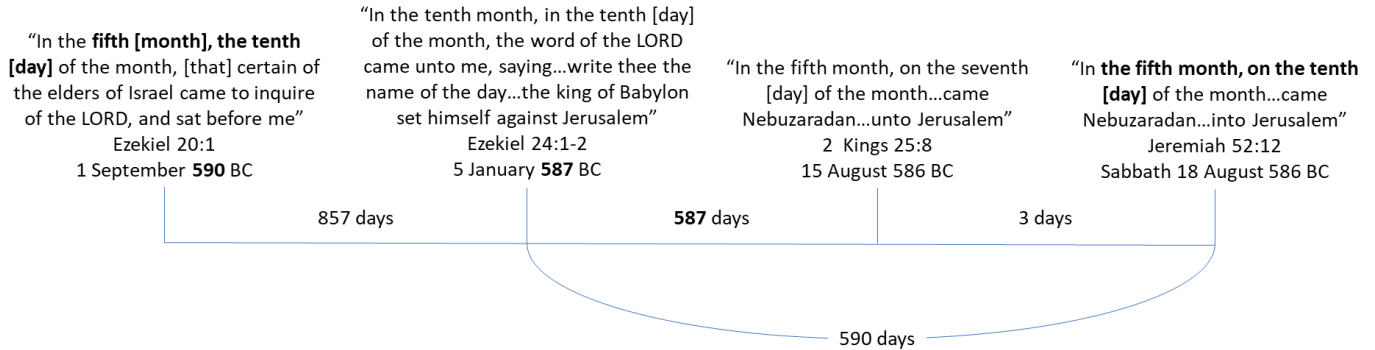 “In the fifth [month], the tenth
[day] of the month, [that] certain of
the elders of Israel came to inquire
of the LORD, and sat before me”
Ezekiel 20:1
1 September 590 BC
“In the tenth month, in the tenth [day]
of the month, the word of the LORD
came unto me, saying…write thee the
name of the day…the king of Babylon
set himself against Jerusalem”
Ezekiel 24:1-2
5 January 587 BC
“In the fifth month, on the seventh
[day] of the month…came
Nebuzaradan…unto Jerusalem”
2 Kings 25:8
15 August 586 BC
“In the fifth month, on the tenth
[day] of the month…came
Nebuzaradan…into Jerusalem”
Jeremiah 52:12
Sabbath 18 August 586 BC
857 days
587 days
3 days
590 days